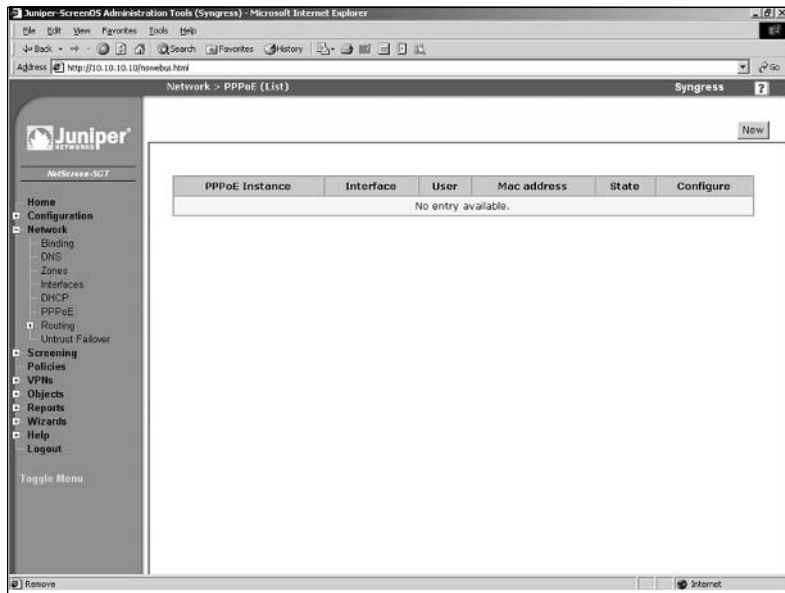 Juniper-ScreenOS Administration Tools (Syngress) - Microsoft Internet Explorer
File Edit View Favorites Tools Help
Back Search Favorites History
Address http://10.10.10.10/nswebui.html Go
Network > PPPoE (List) Syngress ?
Juniper
NETWORKS
New
NetScreen-5GT
PPPoE Instance Interface User Mac address State Configure
No entry available.
Home
Configuration
Network
Binding
DNS
Zones
Interfaces
DHCP
PPPoE
Routing
Untrust Failover
Screening
Policies
VPNs
Objects
Reports
Wizards
Help
Logout
Toggle Menu
Remove Internet